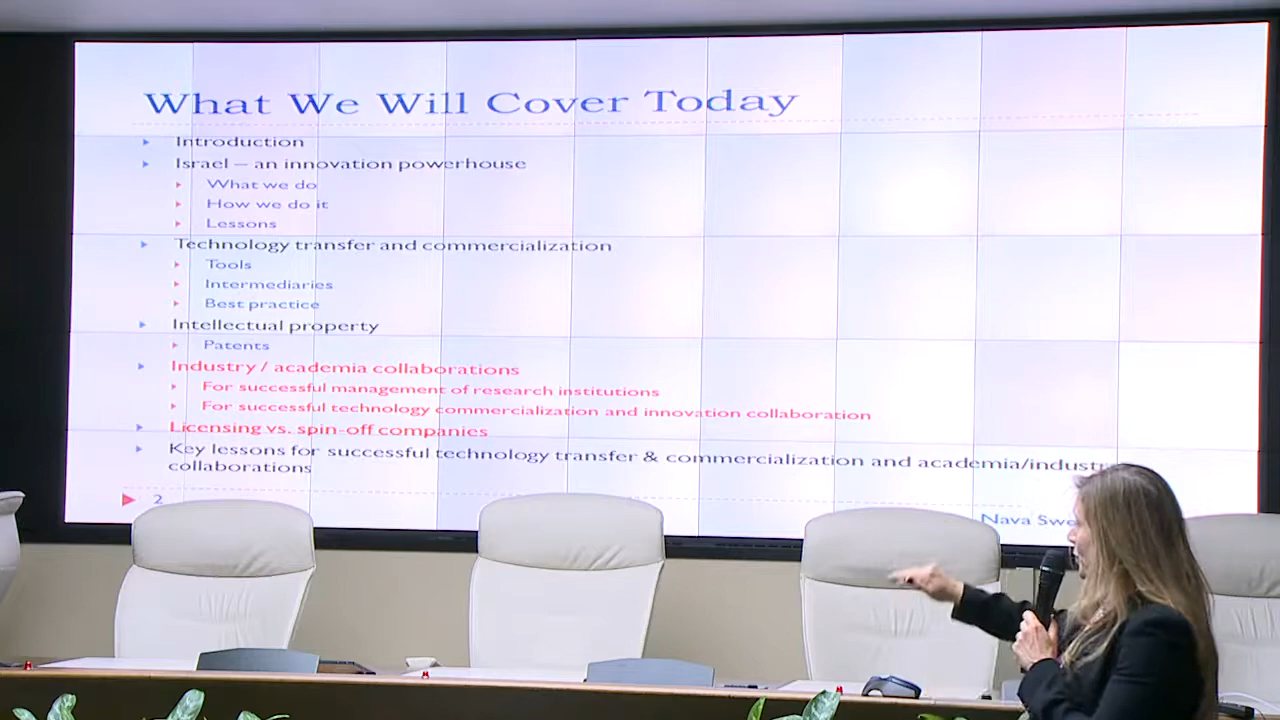 What We Will Cover Today
Introduction
Israel – an innovation powerhouse
What we do
How we do it
Lessons
Technology transfer and commercialization
Tools
Intermediaries
Best practice
Intellectual property
Patents
Industry / academia collaborations
For successful management of research institutions
For successful technology commercialization and innovation collaboration
Licensing vs. spin-off companies
Key lessons for successful technology transfer & commercialization and
collaborations
2
Nava